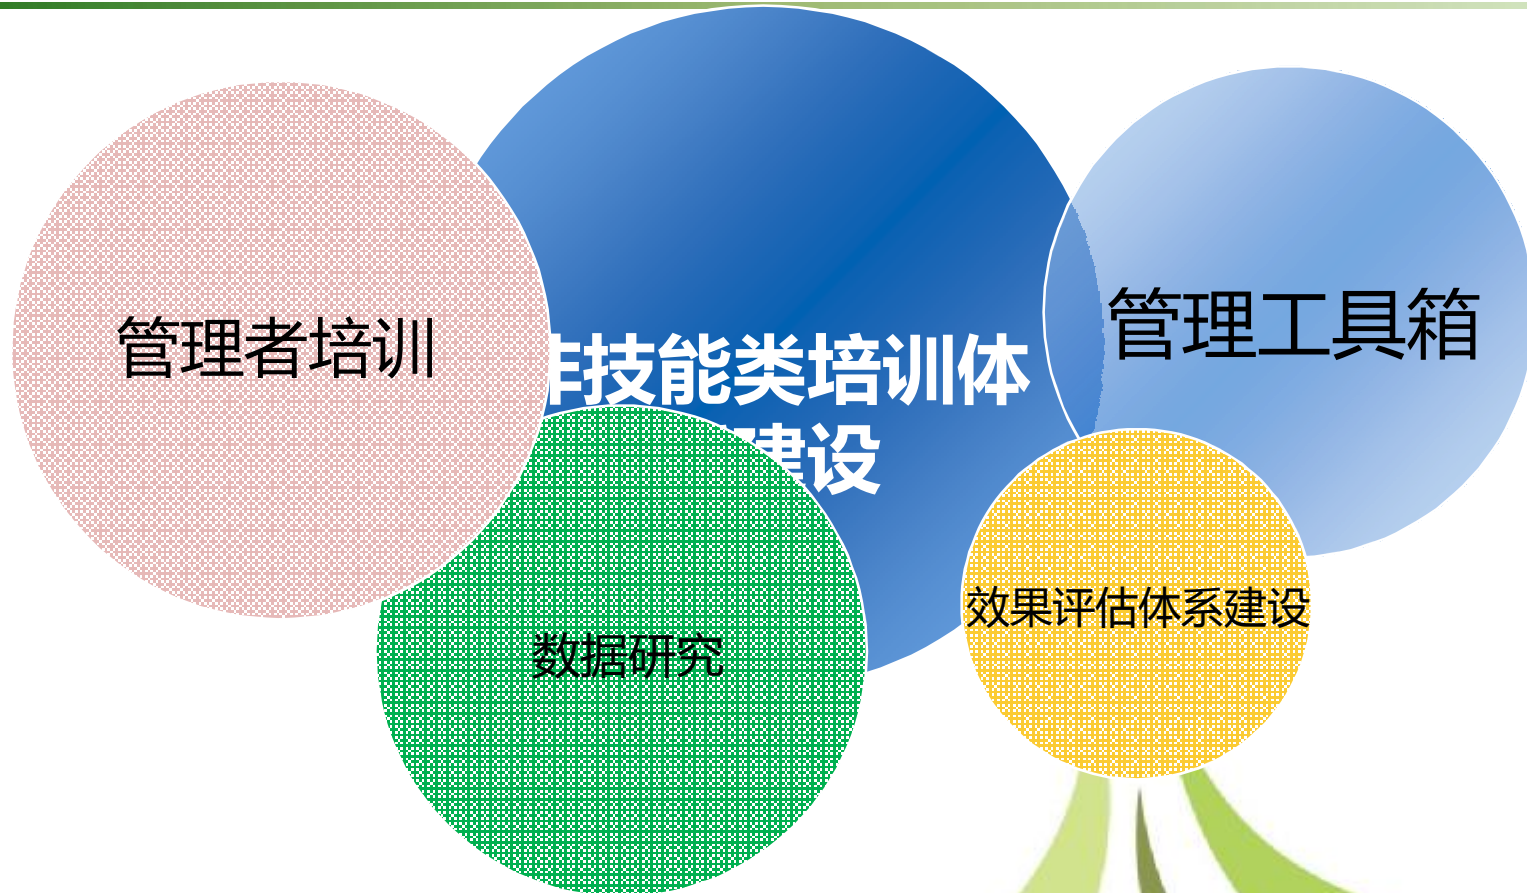 管理者培训
管理工具箱
非技能类培训体
建设
数据研究
效果评估体系建设